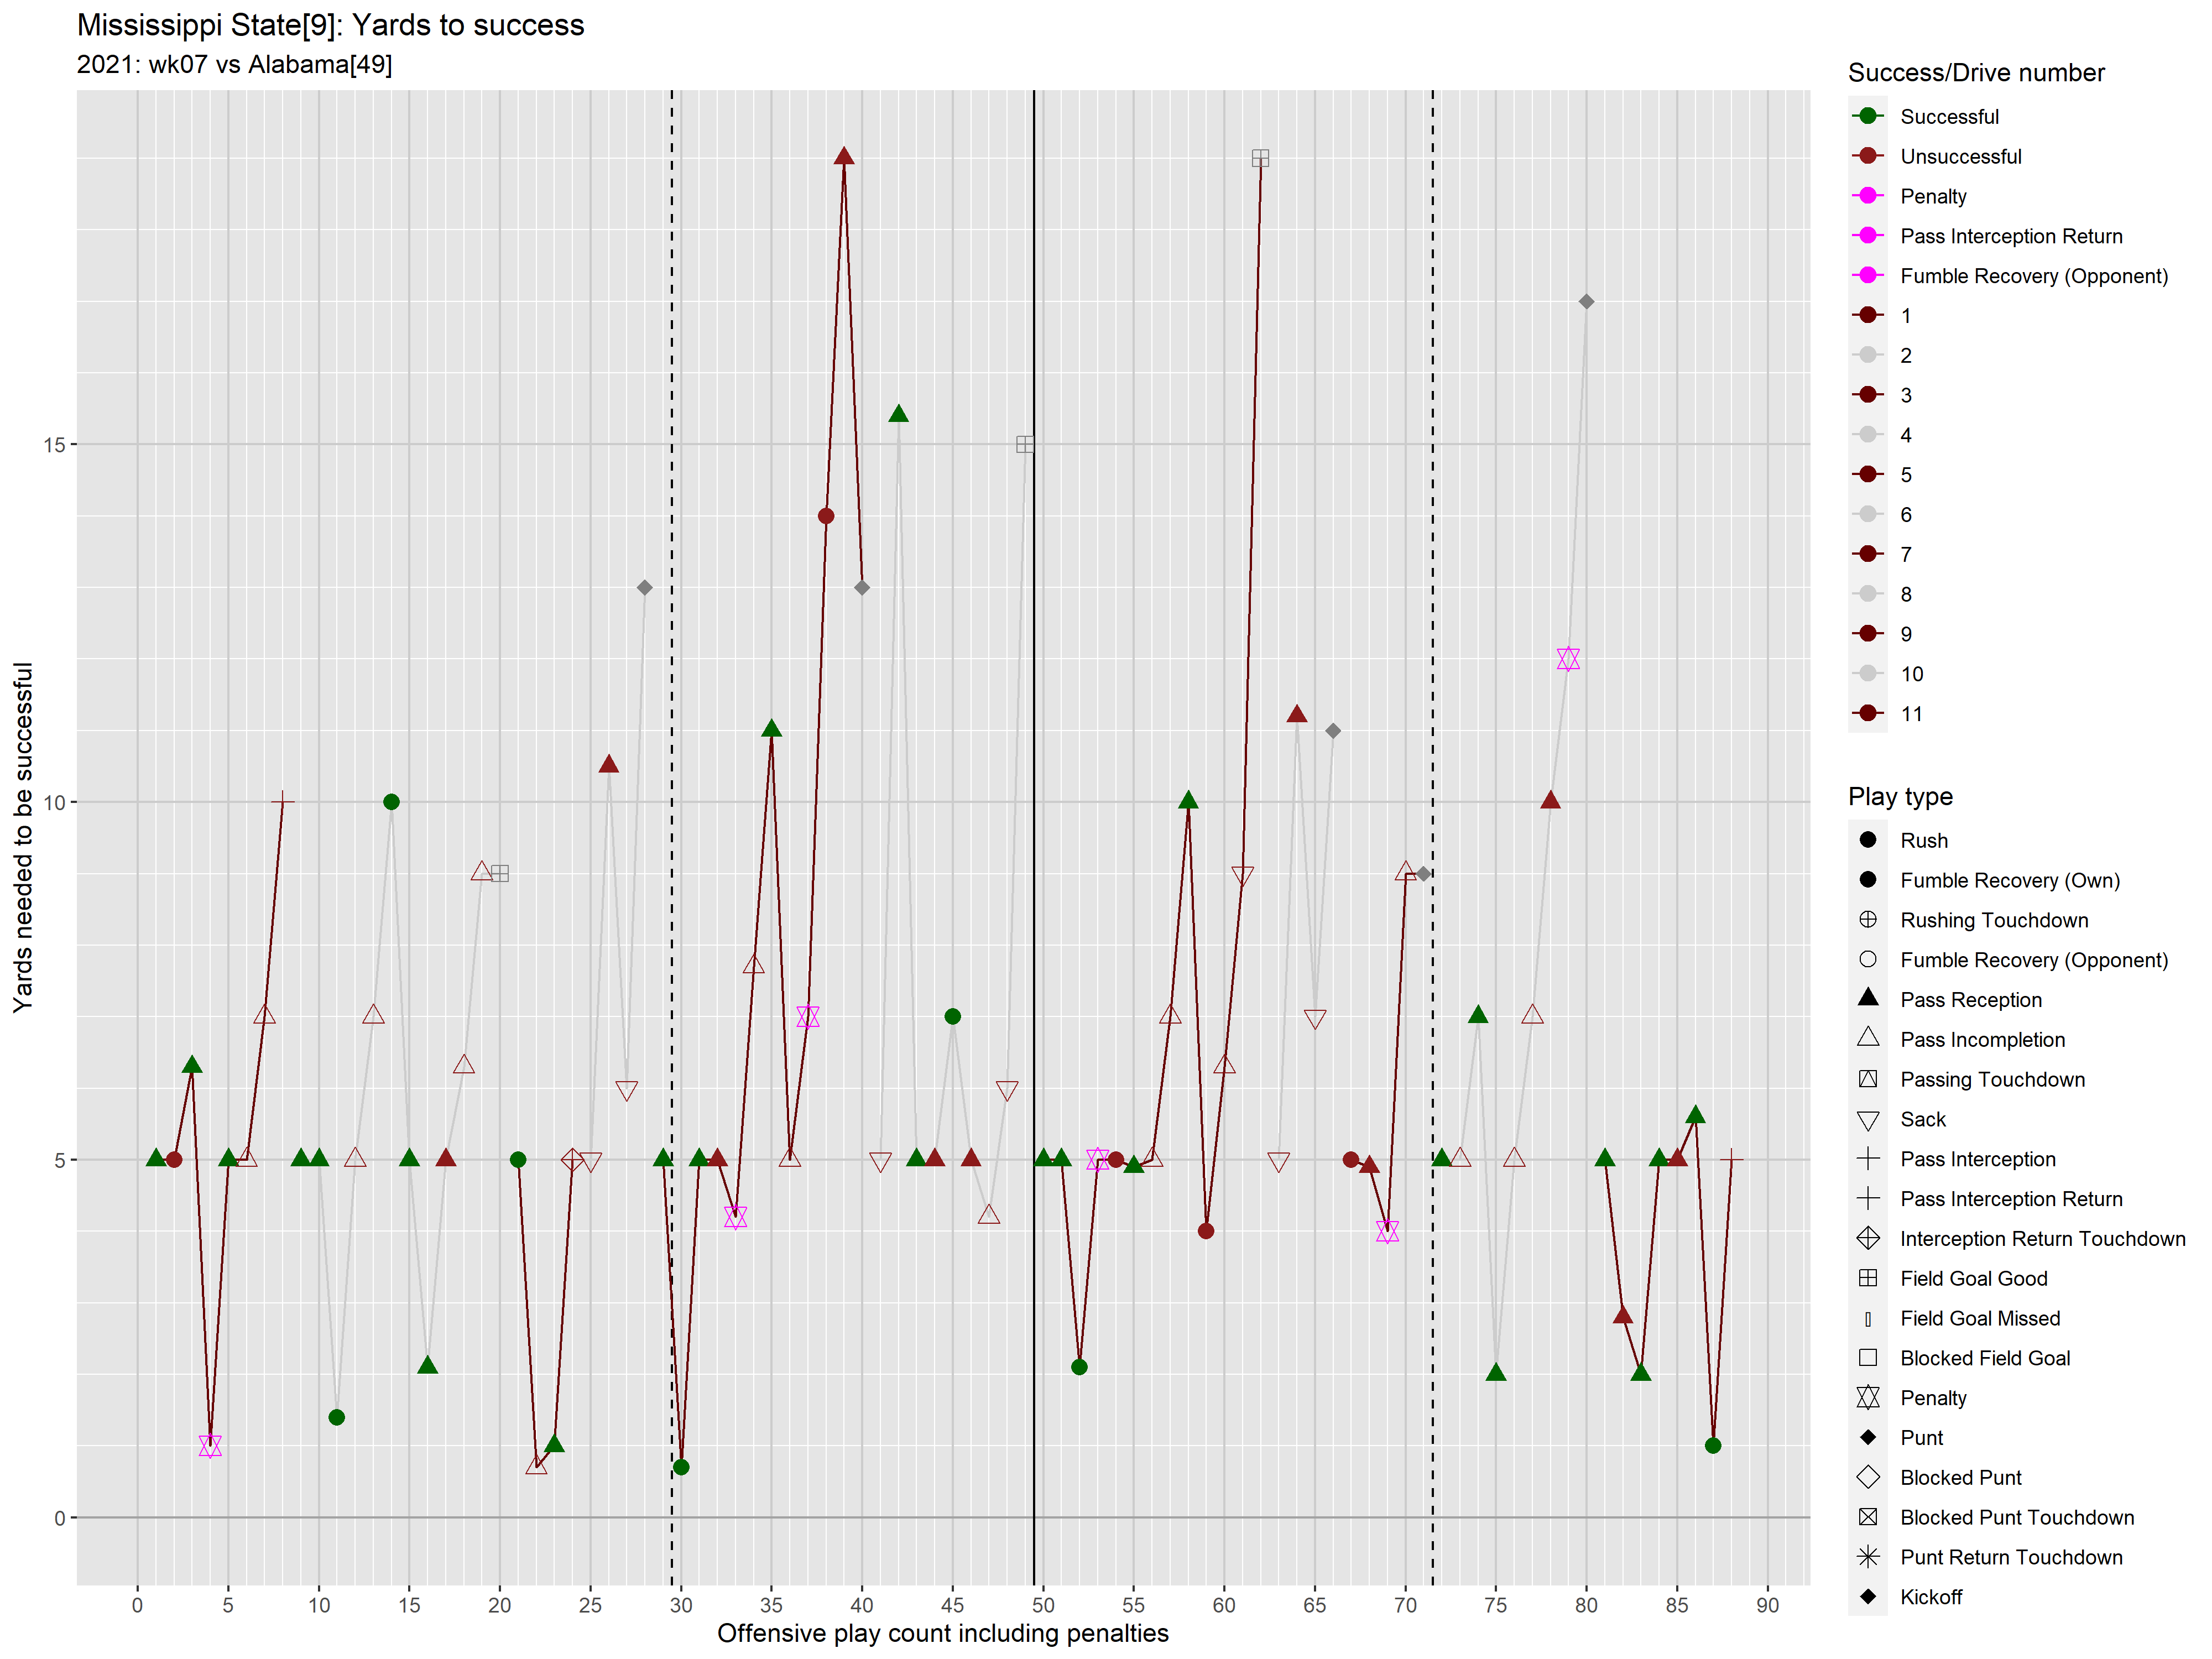 Mississippi State[9]: Yards to success
2021: wk07 vs Alabama[49]
Yards needed to be successful
15
10
5
0
0 5 10 15 20 25 30 35 40 45 50 55 60 65 70 75 80 85 90
Offensive play count including penalties
Success/Drive number
Successful
Unsuccessful
Penalty
Pass Interception Return
Fumble Recovery (Opponent)
1
2
3
4
5
6
7
8
9
10
11
Play type
Rush
Fumble Recovery (Own)
Rushing Touchdown
Fumble Recovery (Opponent)
Pass Reception
Pass Incompletion
Passing Touchdown
Sack
Pass Interception
Pass Interception Return
Interception Return Touchdown
Field Goal Good
Field Goal Missed
Blocked Field Goal
Penalty
Punt
Blocked Punt
Blocked Punt Touchdown
Punt Return Touchdown
Kickoff